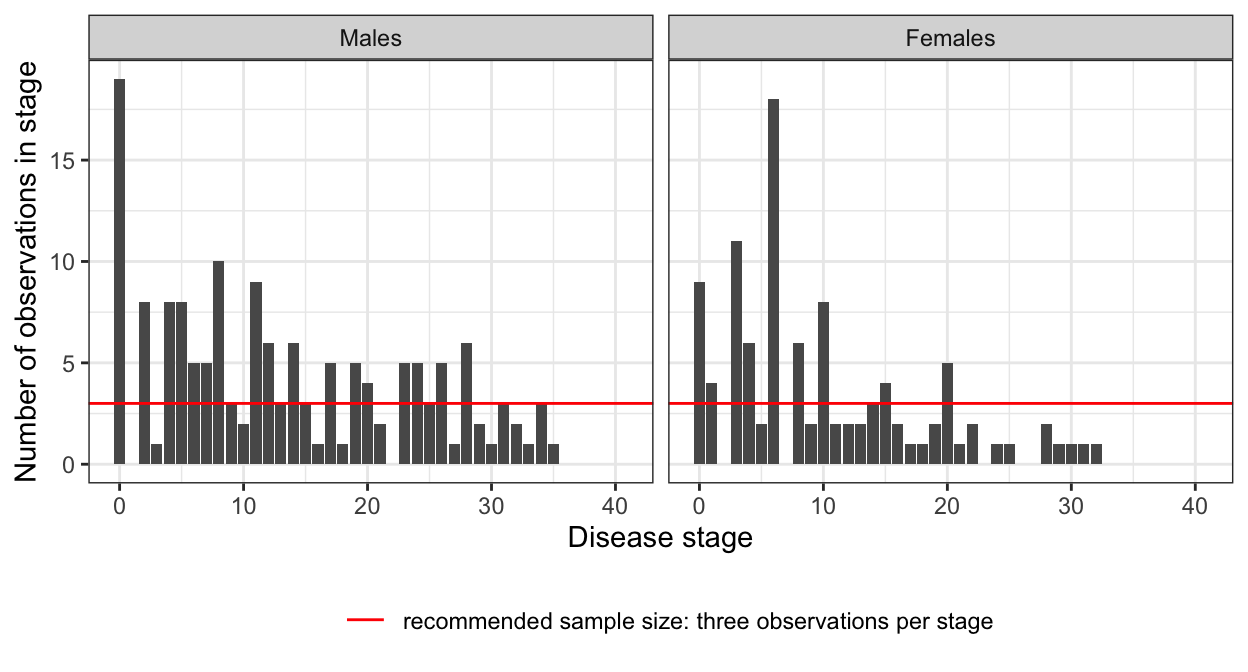 Males
Females
Number of observations in stage
15
10
5
0
0 10 20 30 40
0 10 20 30 40
Disease stage
recommended sample size: three observations per stage